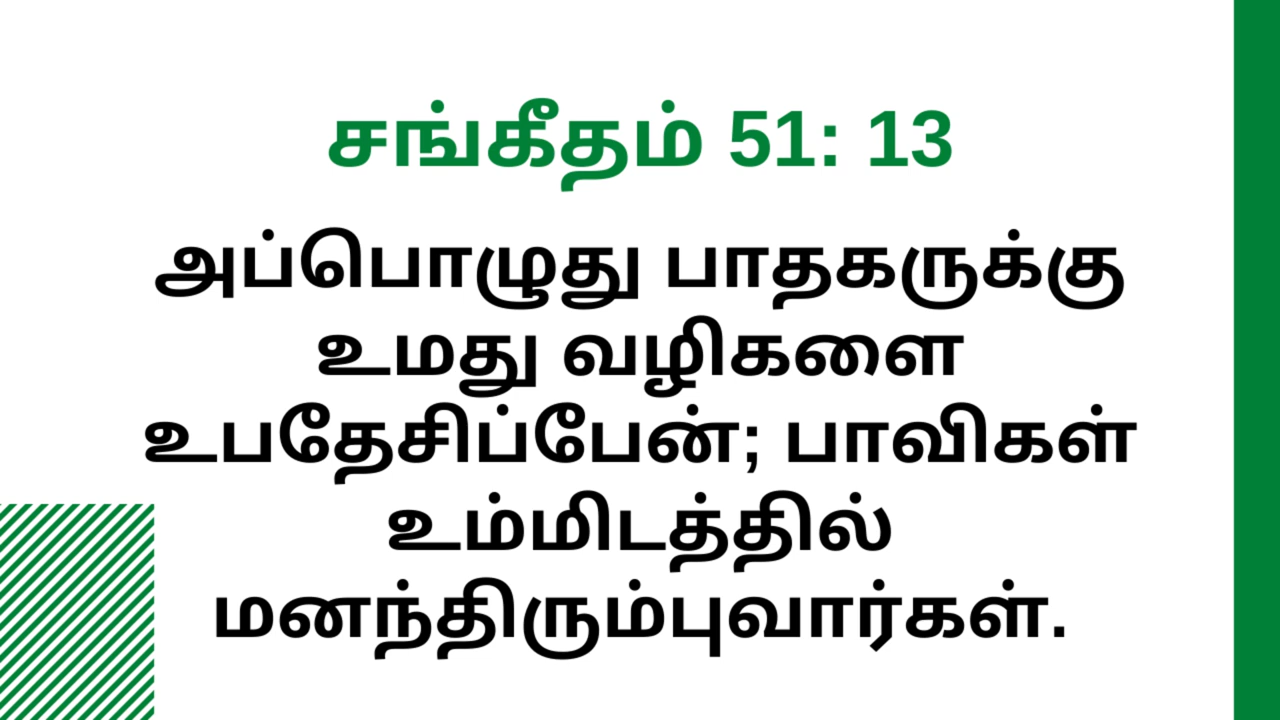 சங்கீதம் 51: 13
அப்பொழுது பாதகருக்கு
உமது வழிகளை
உபதேசிப்பேன்; பாவிகள்
உம்மிடத்தில்
மனந்திரும்புவார்கள்.